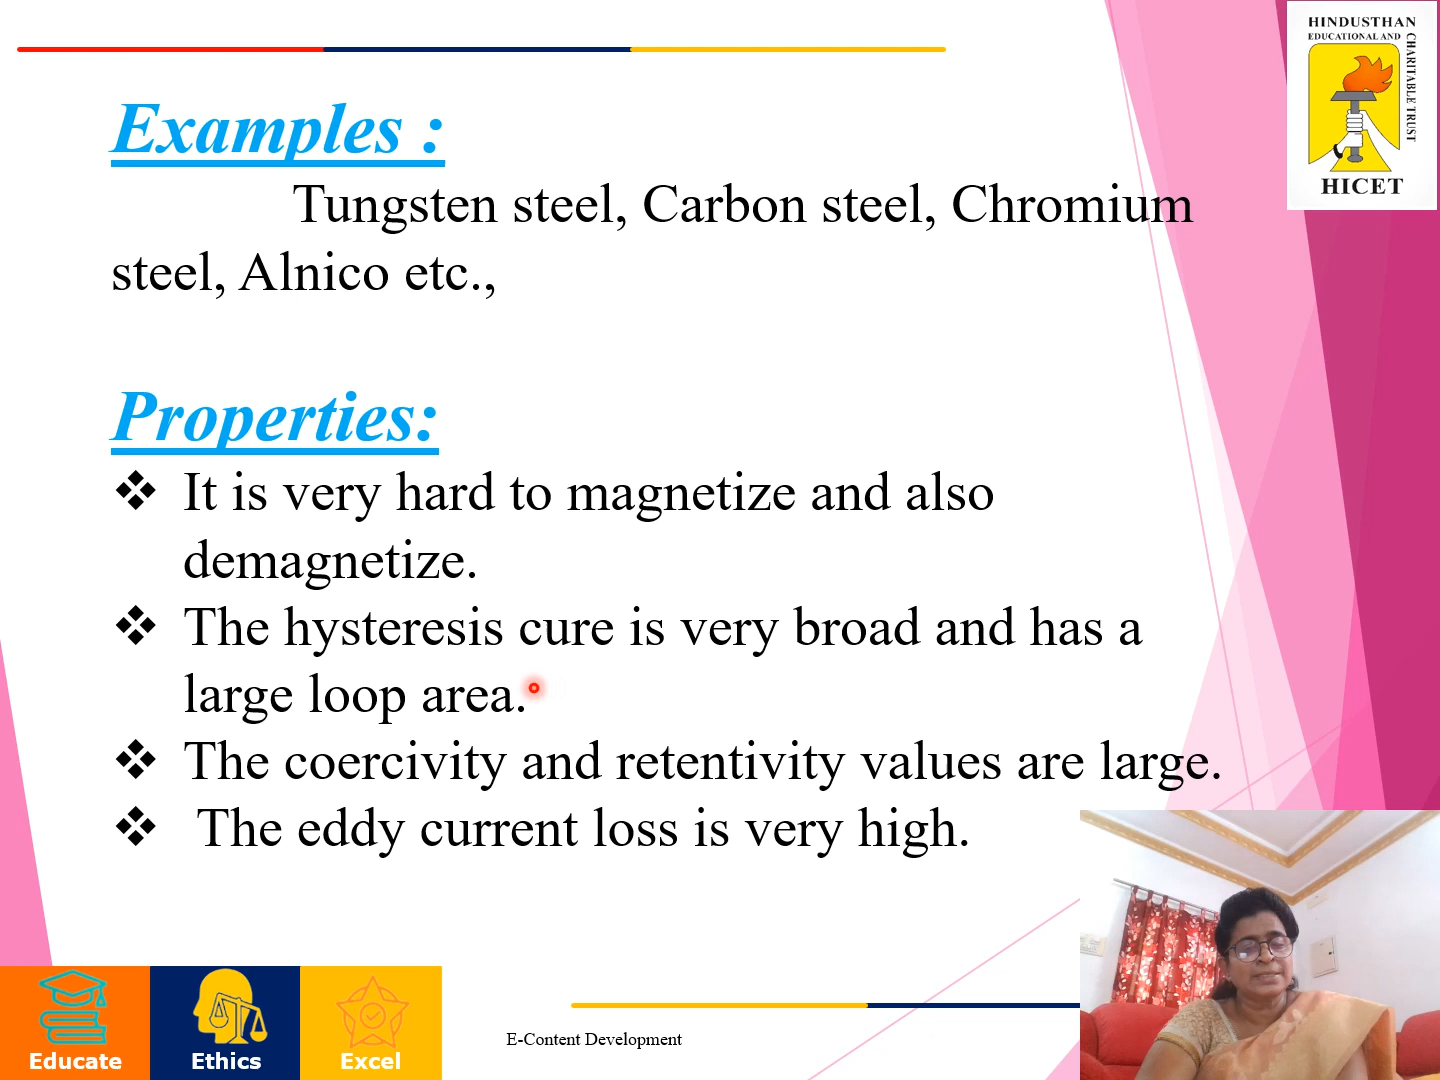 HINDUSTHAN
EDUCATIONAL AND
CHARITABLE TRUST
HICET
Examples :
Tungsten steel, Carbon steel, Chromium
steel, Alnico etc.,
Properties:
❖ It is very hard to magnetize and also
demagnetize.
❖ The hysteresis cure is very broad and has a
large loop area.
❖ The coercivity and retentivity values are large.
❖ The eddy current loss is very high.
Educate
Ethics
Excel
E-Content Development